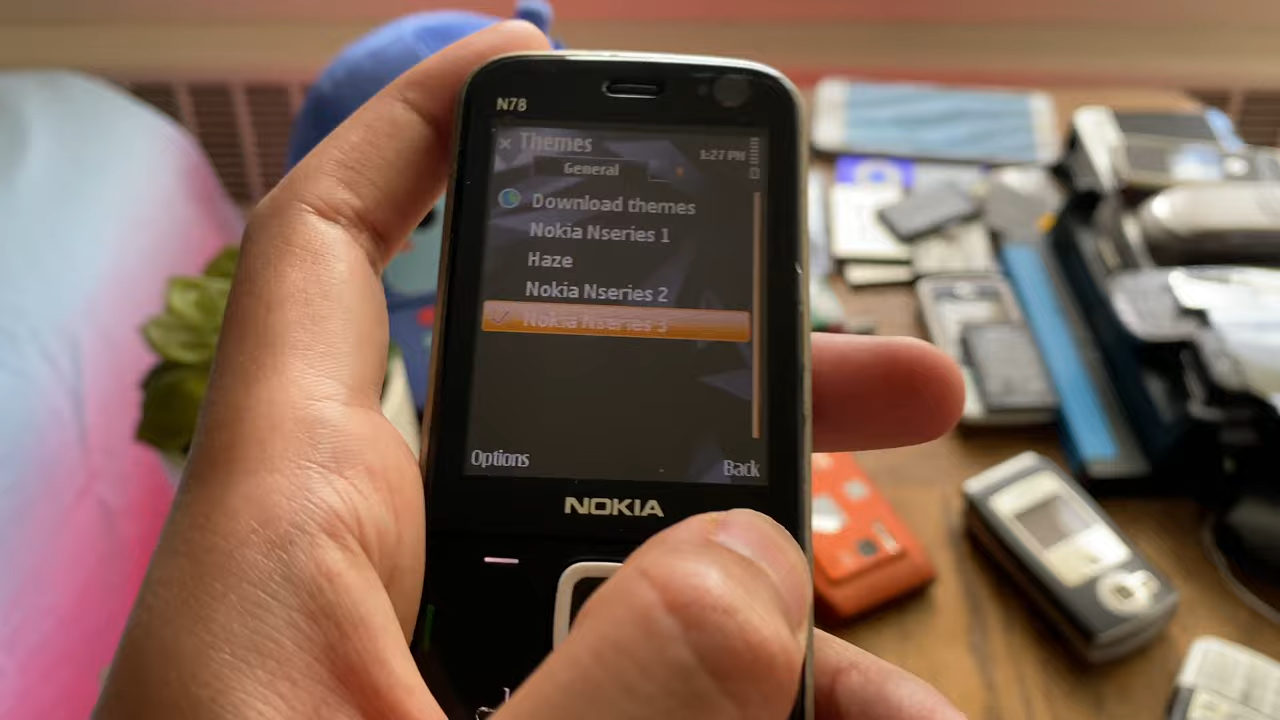 N78
Themes
1:27 PM
General
Download themes
Nokia Nseries 1
Haze
Nokia Nseries 2
Nokia Nseries 3
Options
Back
NOKIA